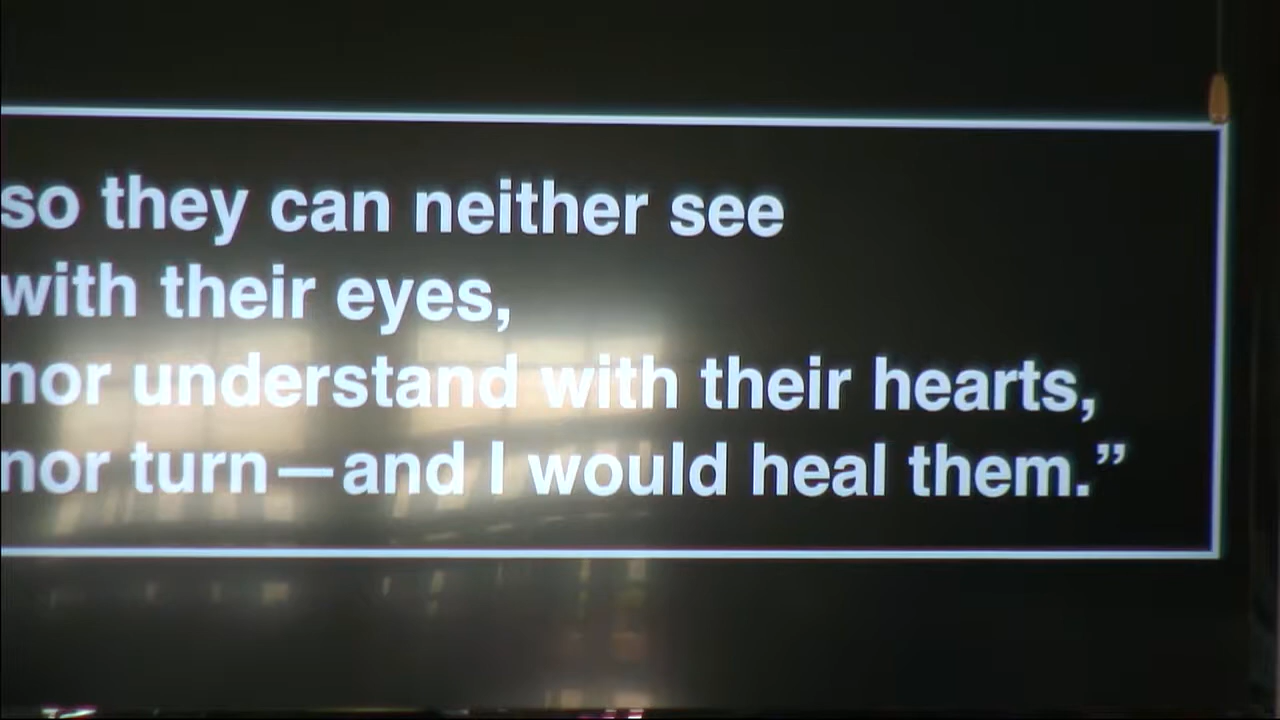 so they can neither see
with their eyes,
nor understand with their hearts,
nor turn—and I would heal them.”